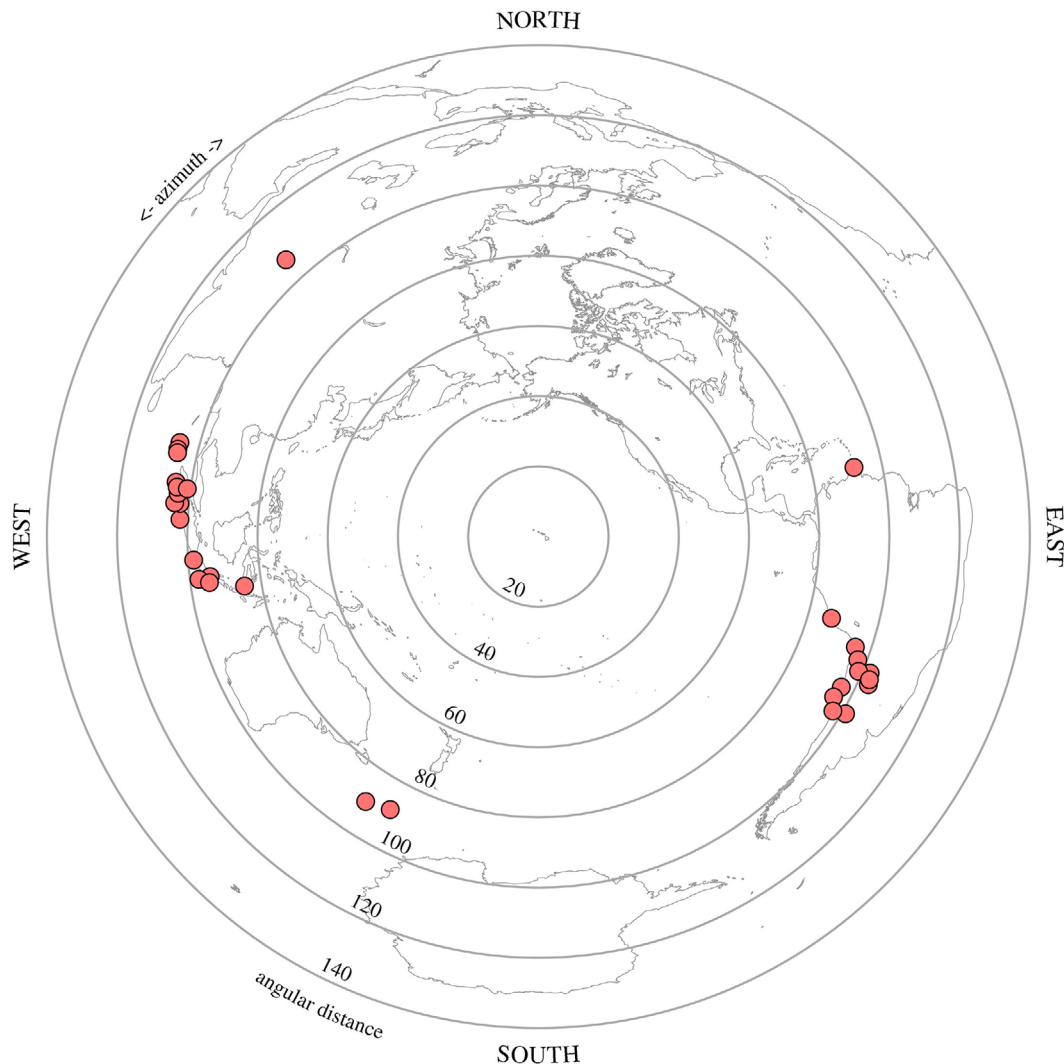 NORTH
<- azimuth ->
WEST
EAST
20
40
60
80
100
120
140
angular distance
SOUTH